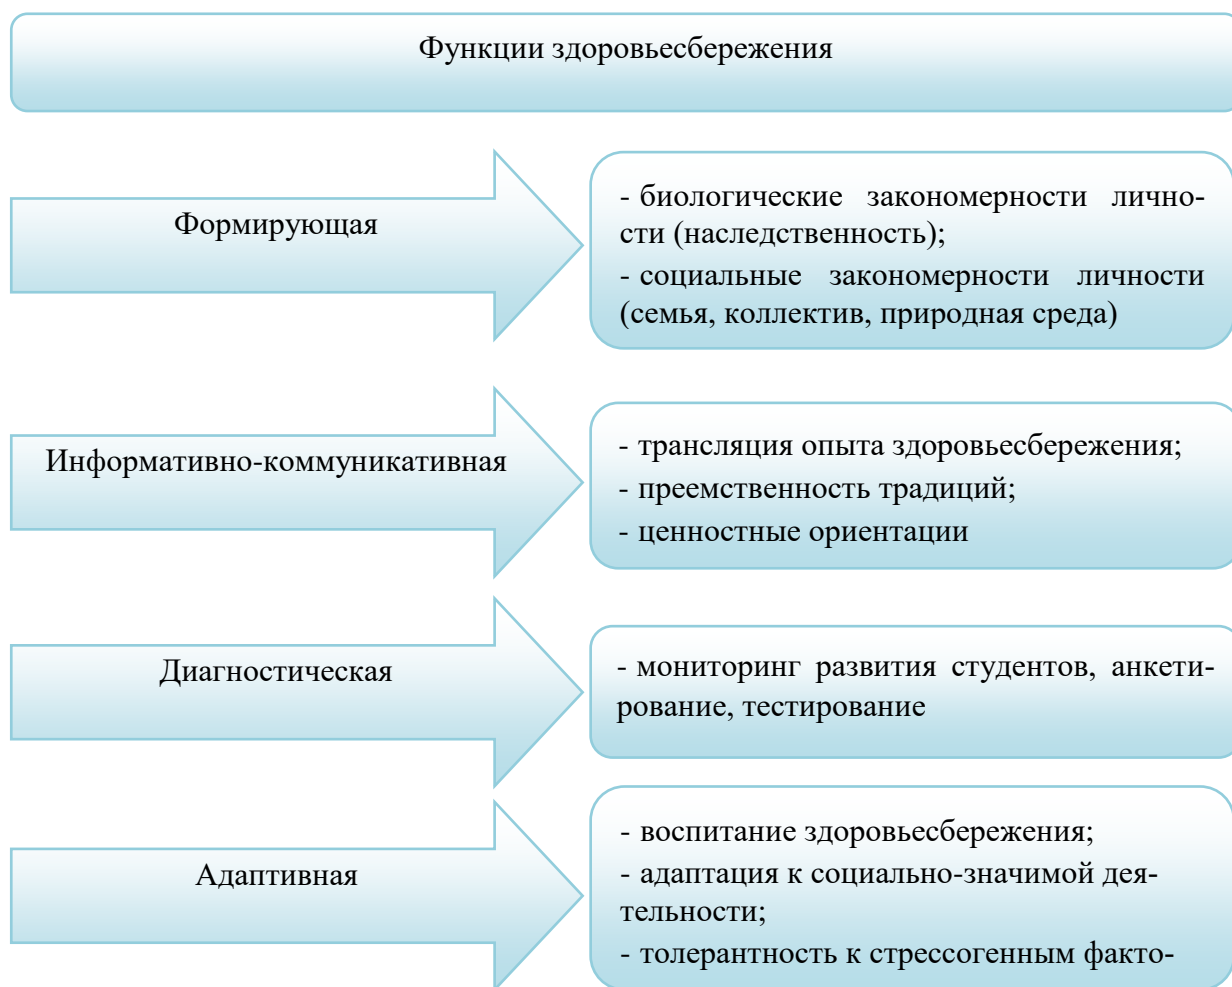 Функции здоровьесбережения
Формирующая
- биологические закономерности лично-
сти (наследственность);
- социальные закономерности личности
(семья, коллектив, природная среда)
Информативно-коммуникативная
- трансляция опыта здоровьесбережения;
- преемственность традиций;
- ценностные ориентации
Диагностическая
- мониторинг развития студентов, анкети-
рование, тестирование
Адаптивная
- воспитание здоровьесбережения;
- адаптация к социально-значимой дея-
тельности;
- толерантность к стрессогенным факто-